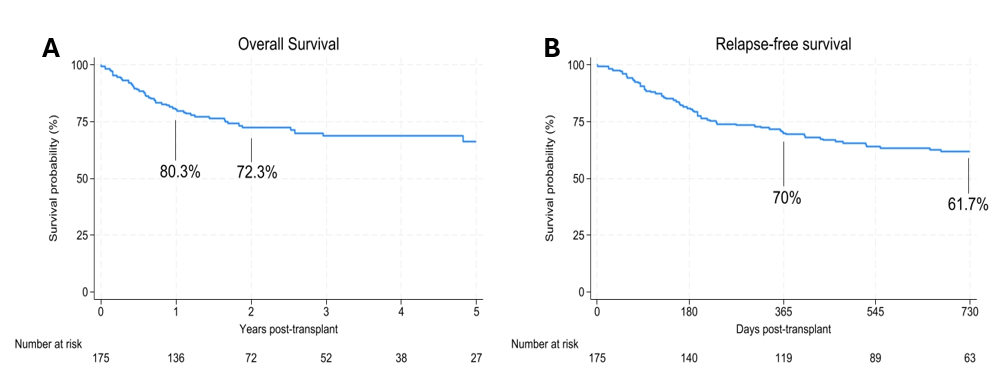 A
Overall Survival
Survival probability (%)
100
75
50
25
0
80.3%
72.3%
0 1 2 3 4 5
Years post-transplant
Number at risk
175 136 72 52 38 27
B
Relapse-free survival
Survival probability (%)
100
75
50
25
0
70%
61.7%
0 180 365 545 730
Days post-transplant
Number at risk
175 140 119 89 63